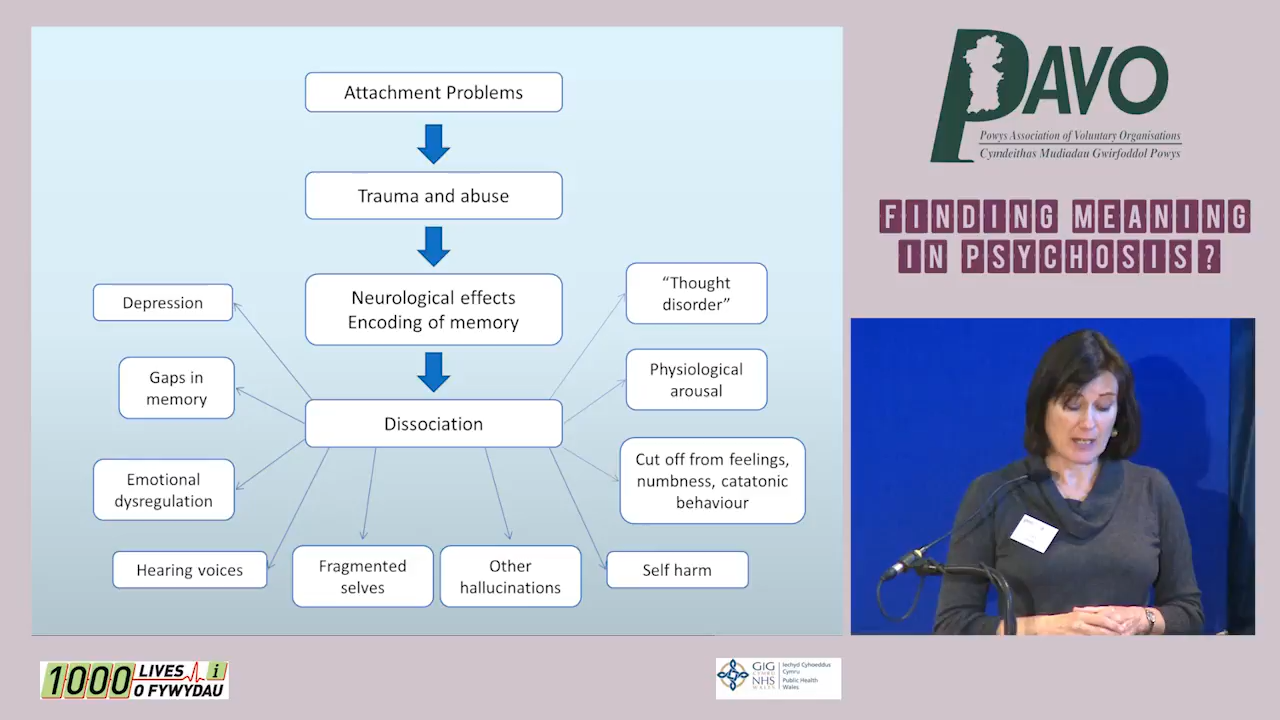 Attachment Problems
Trauma and abuse
Neurological effects
Encoding of memory
Dissociation
Depression
Gaps in
memory
Emotional
dysregulation
Hearing voices
Fragmented
selves
Other
hallucinations
Self harm
Cut off from feelings,
numbness, catatonic
behaviour
Physiological
arousal
“Thought
disorder”
PAVO
Powys Association of Voluntary Organisations
Cymdeithas Mudiadau Gwirfoddol Powys
FINDING MEANING
IN PSYCHOSIS?
1000 LIVES i
O FYWYDAU
GIG
CYMRU
NHS
WALES
Iechyd Cyhoeddus
Cymru
Public Health
Wales